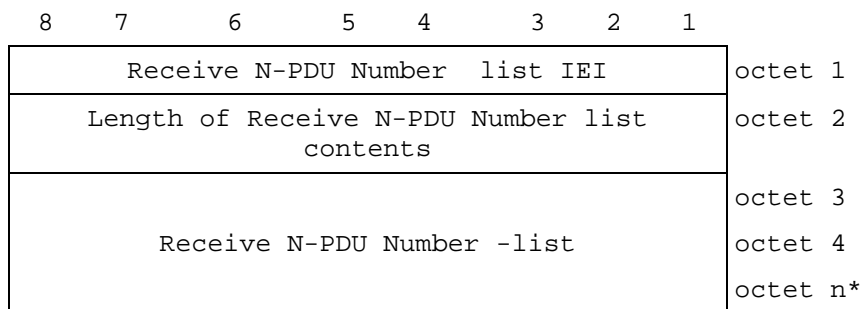 8 7 6 5 4 3 2 1
Receive N-PDU Number list IEI octet 1
Length of Receive N-PDU Number list octet 2
contents
octet 3
Receive N-PDU Number -list octet 4
octet n*